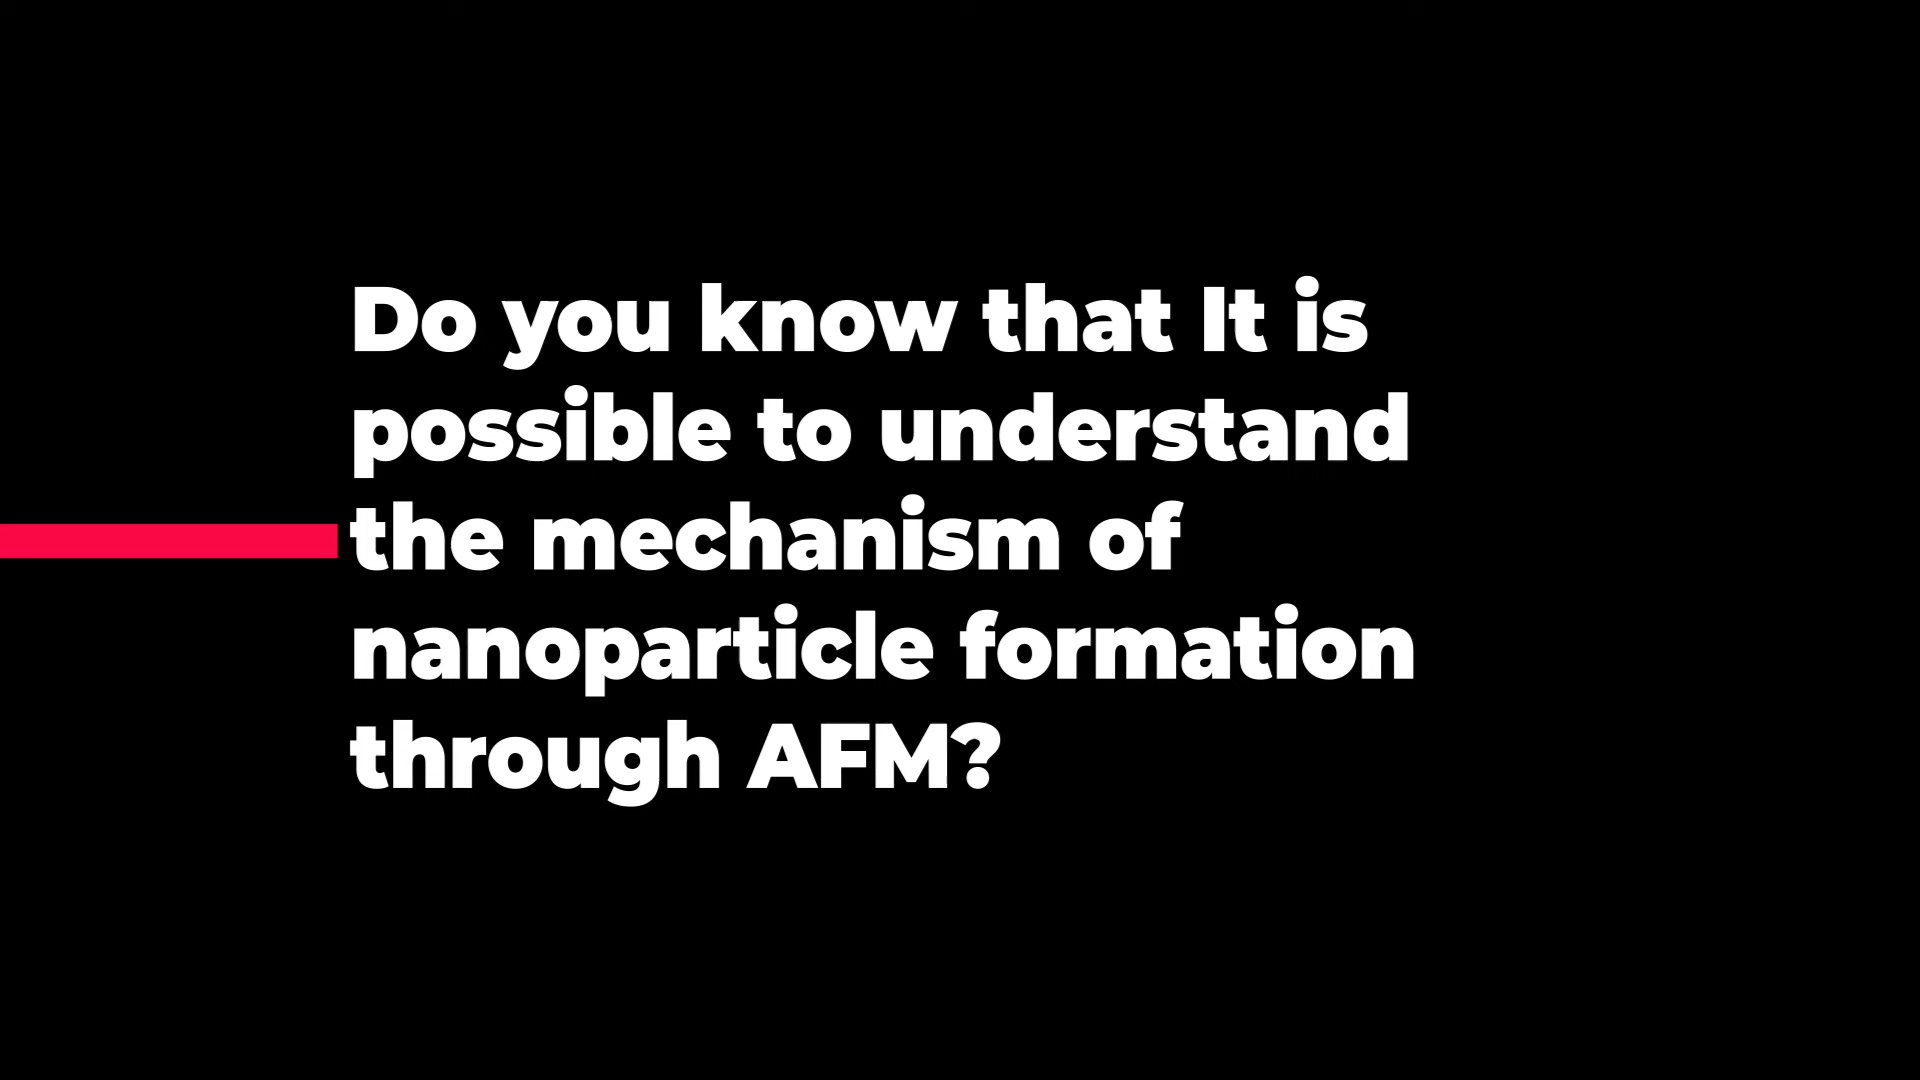 Do you know that It is
possible to understand
the mechanism of
nanoparticle formation
through AFM?